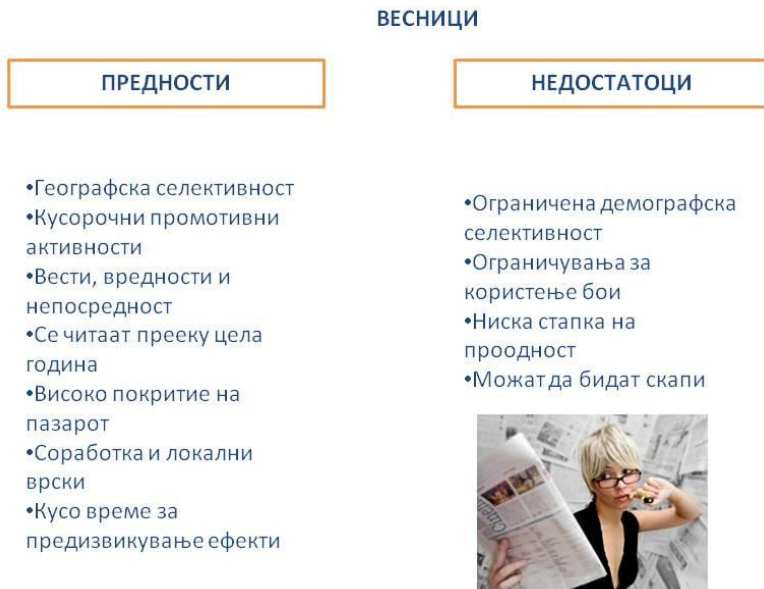 ВЕСНИЦИ
ПРЕДНОСТИ
•Географска селективност
•Кусорочни промотивни
активности
•Вести, вредности и
непосредност
•Се читаат прееку цела
година
•Високо покритие на
пазарот
•Соработка и локални
врски
•Кусо време за
предизвикување ефекти
НЕДОСТАТОЦИ
•Ограничена демографска
селективност
•Ограничувања за
користење бои
•Ниска стапка на
проодност
•Можат да бидат скапи